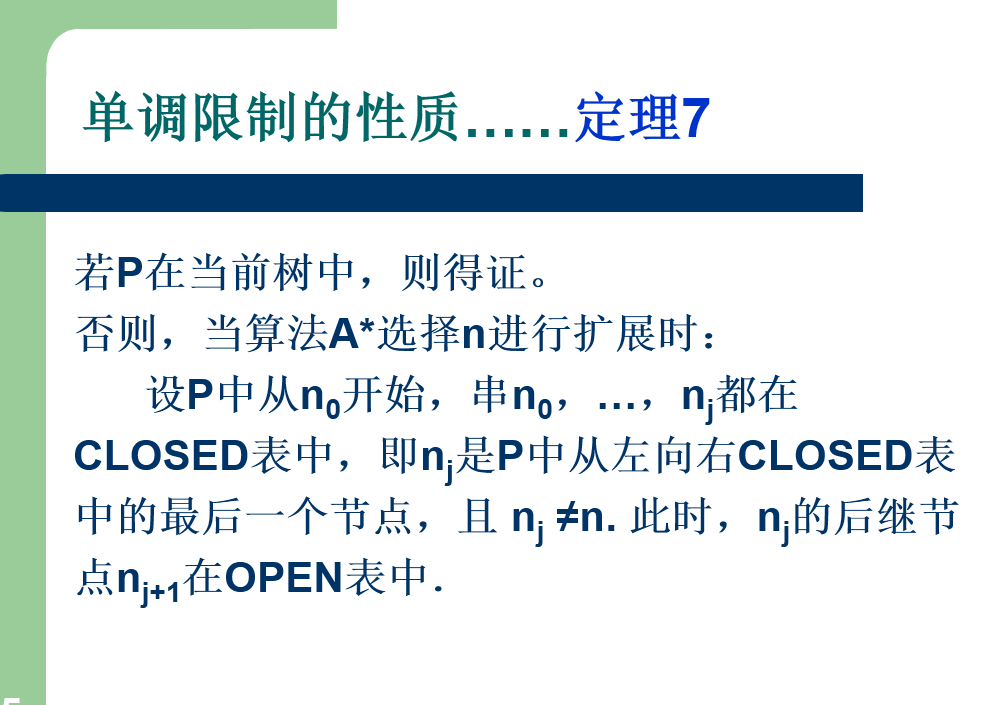 单调限制的性质……定理7
若P在当前树中，则得证。
否则，当算法A*选择n进行扩展时：
设P中从n0开始，串n0，…，nj都在
CLOSED表中，即nj是P中从左向右CLOSED表
中的最后一个节点，且 nj ≠n. 此时，nj的后继节
点nj+1在OPEN表中．